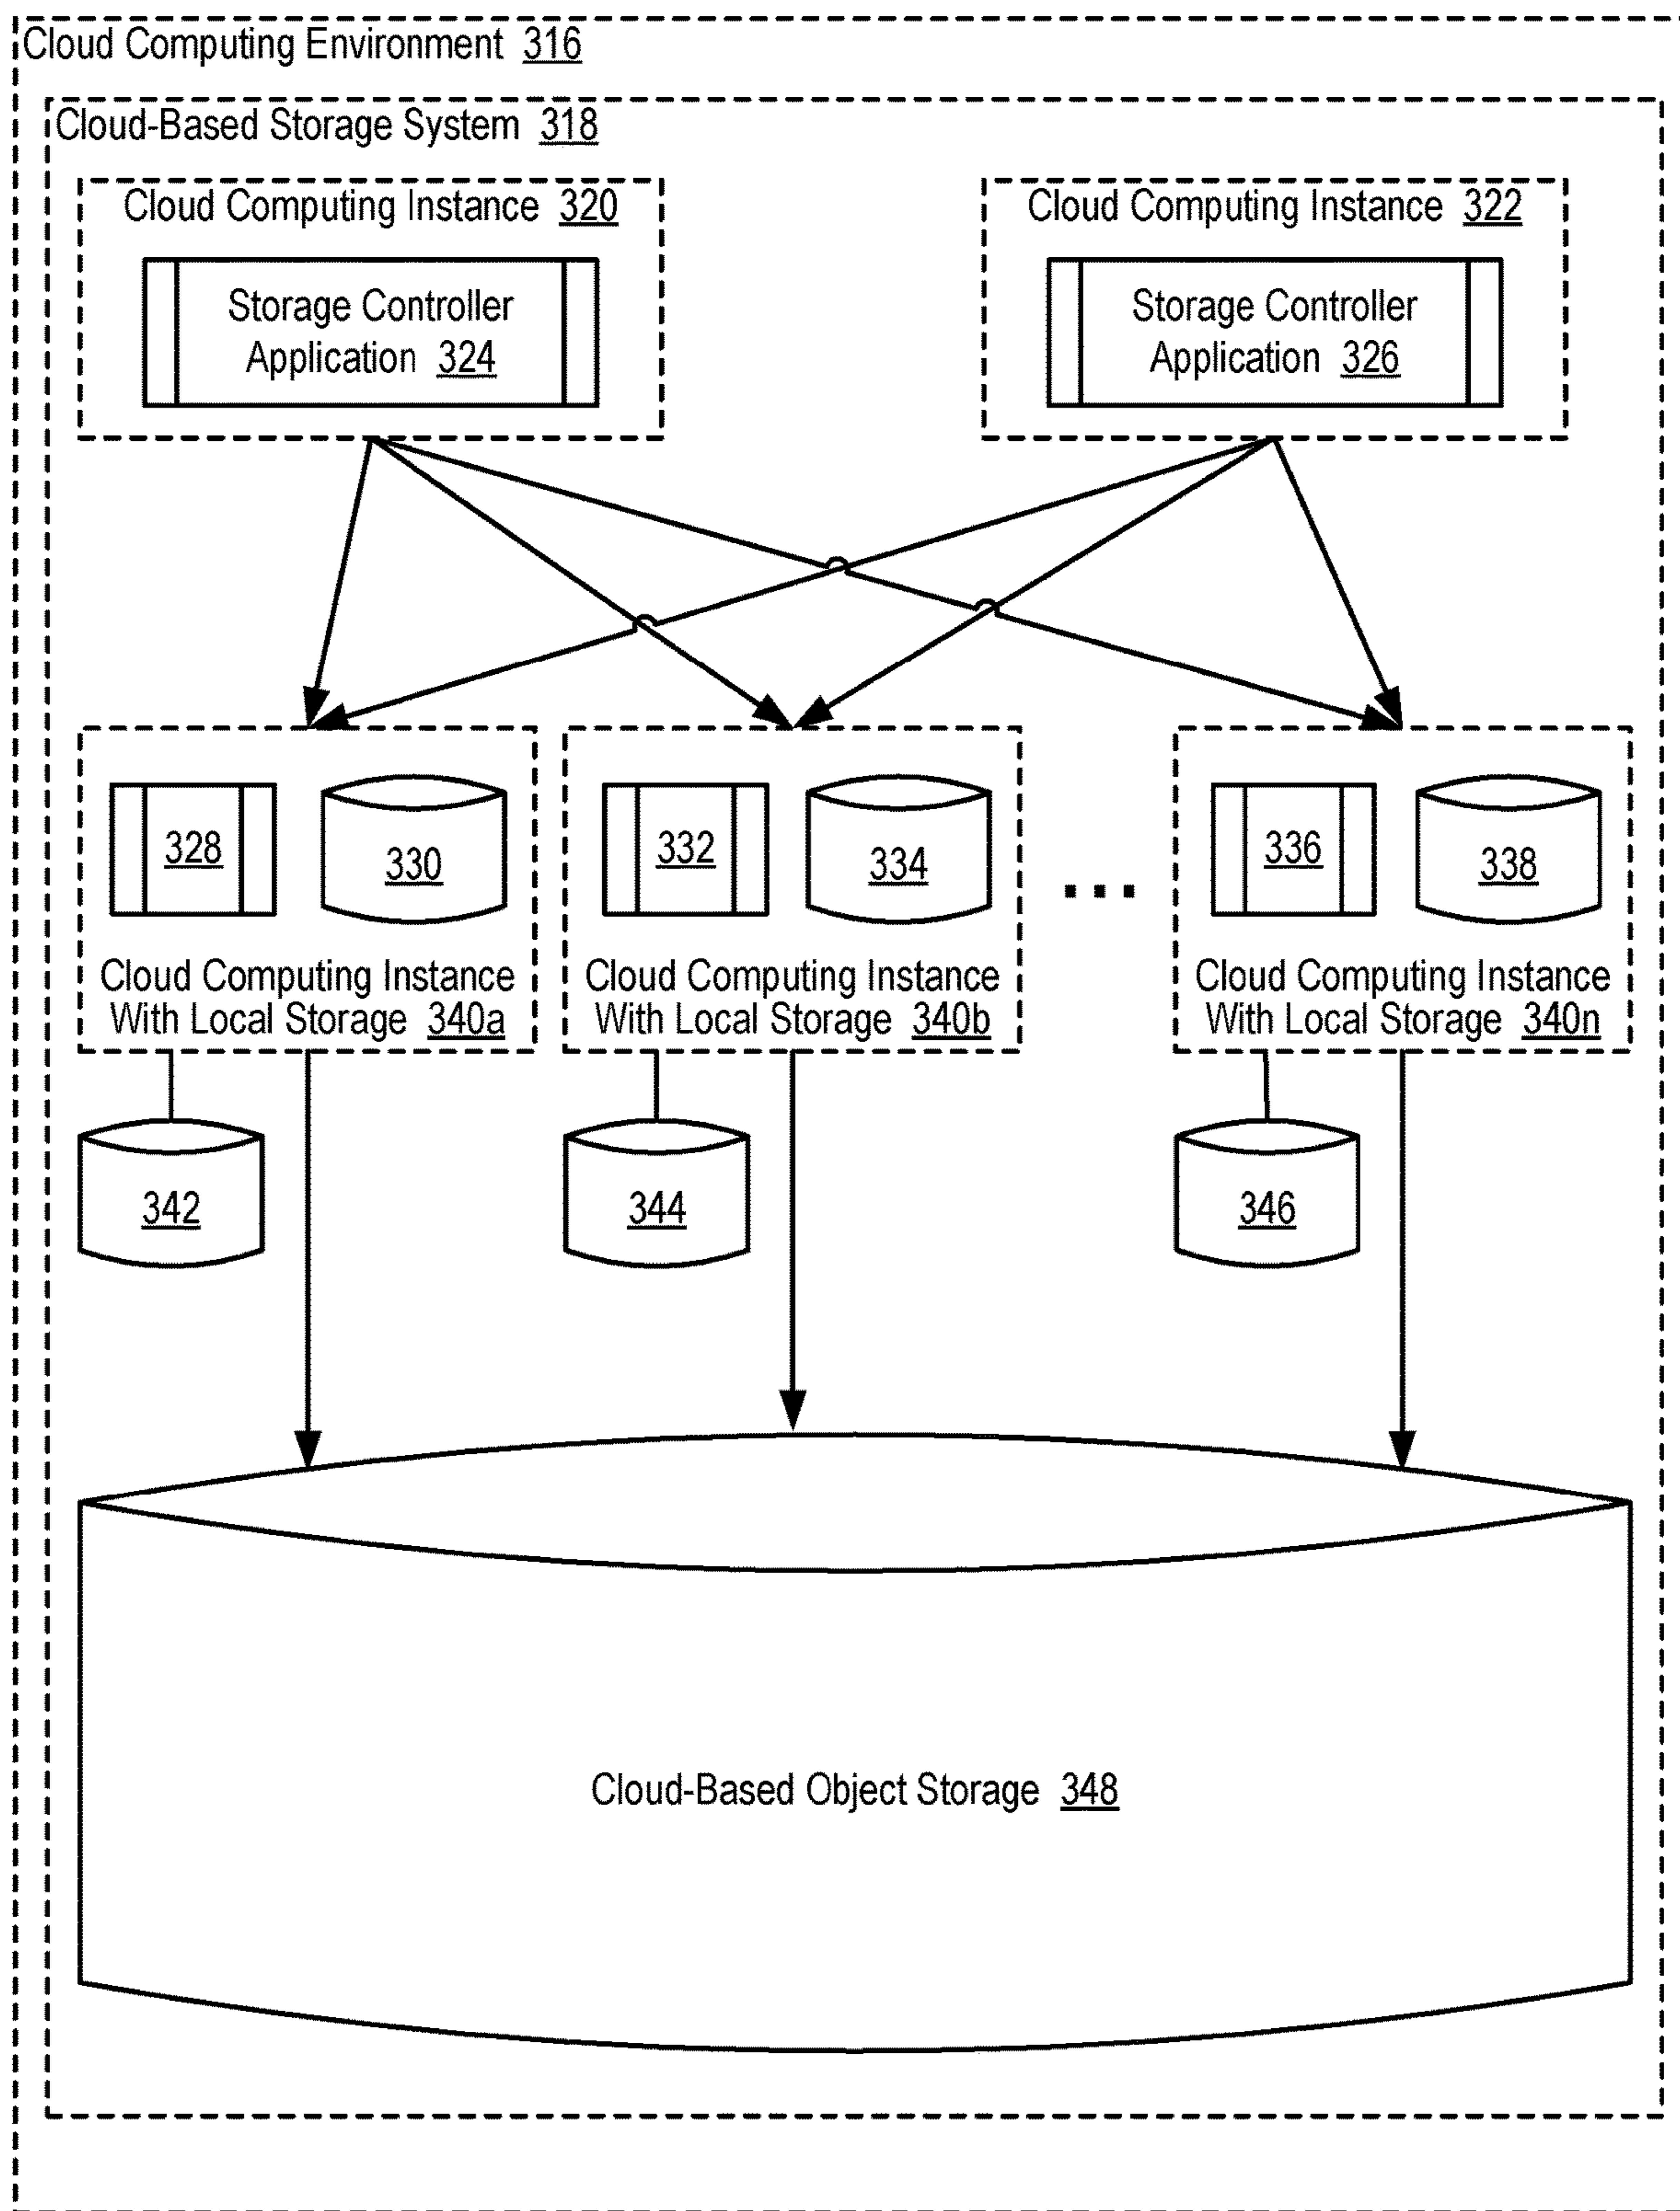 Cloud Computing Environment 316
Cloud-Based Storage System 318
Cloud Computing Instance 320
Storage Controller
Application 324
Cloud Computing Instance 322
Storage Controller
Application 326
328
330
Cloud Computing Instance
With Local Storage 340a
332
334
Cloud Computing Instance
With Local Storage 340b
...
336
338
Cloud Computing Instance
With Local Storage 340n
342
344
346
Cloud-Based Object Storage 348